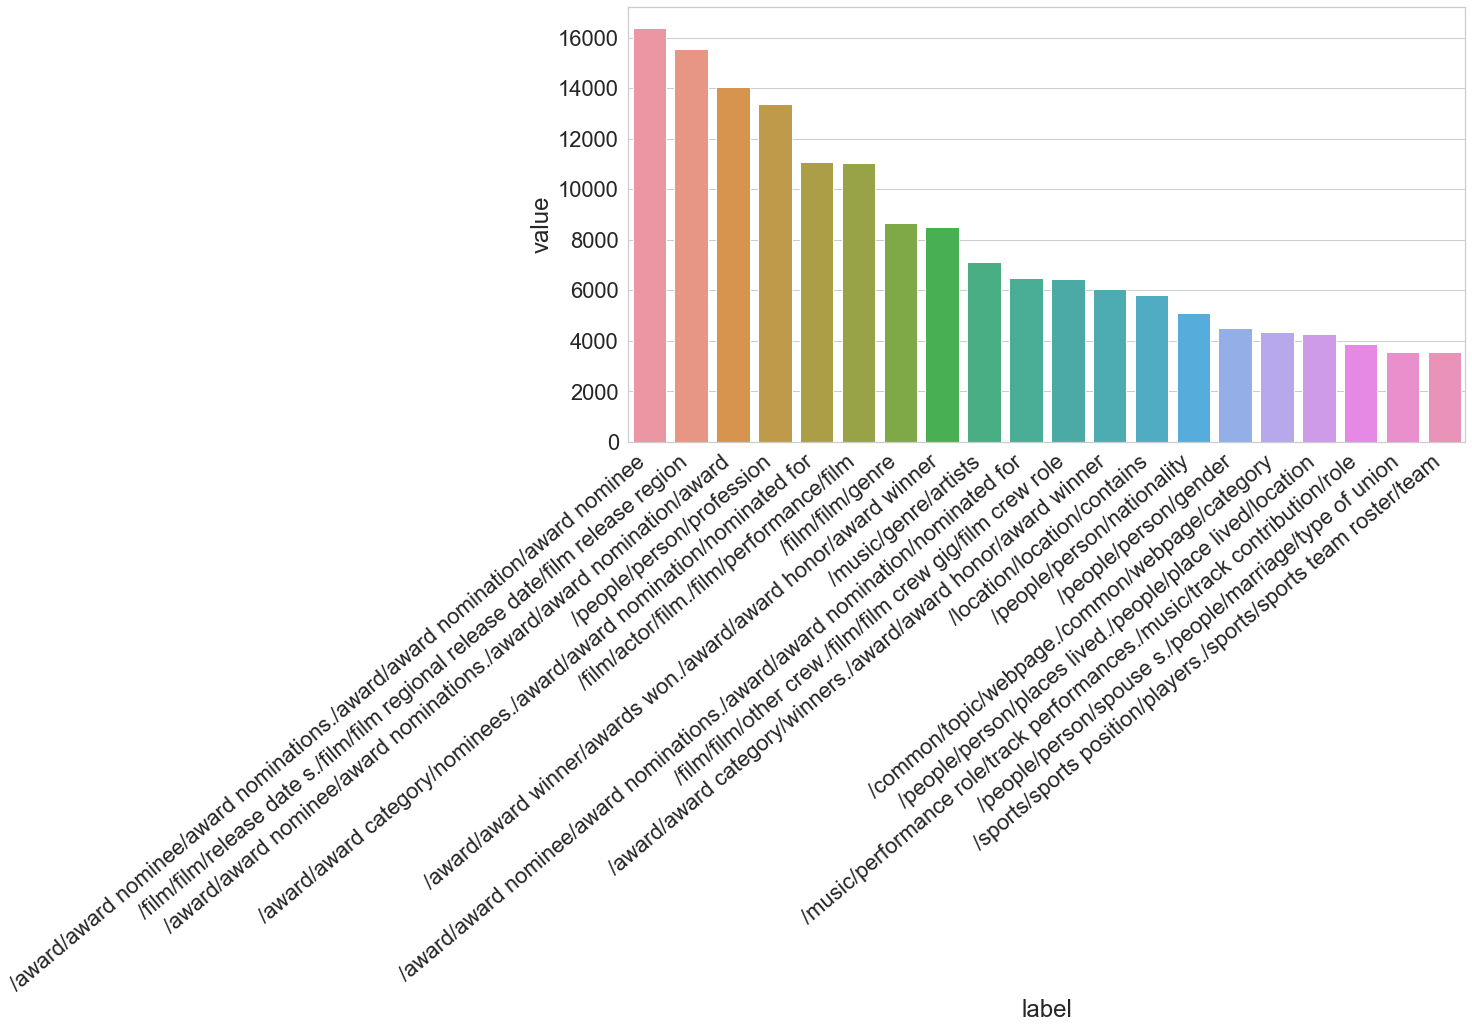 16000
14000
12000
10000
8000
6000
4000
2000
0
value
/award/award nominee/award nominations./award/award nomination/award nominee
/film/film/release date s./film/film regional release date/film release region
/award/award nominee/award nominations./award/award nomination/award
/people/person/profession
/award/award category/nominees./award/award nomination/nominated for
/film/actor/film./film/performance/film
/film/film/genre
/award/award winner/awards won./award/award honor/award winner
/music/genre/artists
/award/award nominee/award nominations./award/award nomination/nominated for
/film/film/other crew./film/film crew gig/film crew role
/award/award category/winners./award/award honor/award winner
/location/location/contains
/people/person/nationality
/people/person/gender
/common/topic/webpage./common/webpage/category
/people/person/places lived./people/place lived/location
/music/performance role/track performances./music/track contribution/role
/people/person/spouse s./people/marriage/type of union
/sports/sports position/players./sports/sports team roster/team
label